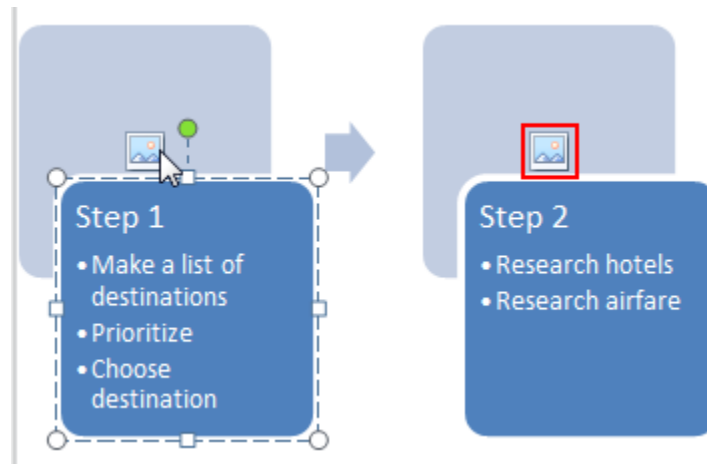 Step 1
•Make a list of
destinations
•Prioritize
•Choose
destination
Step 2
•Research hotels
•Research airfare